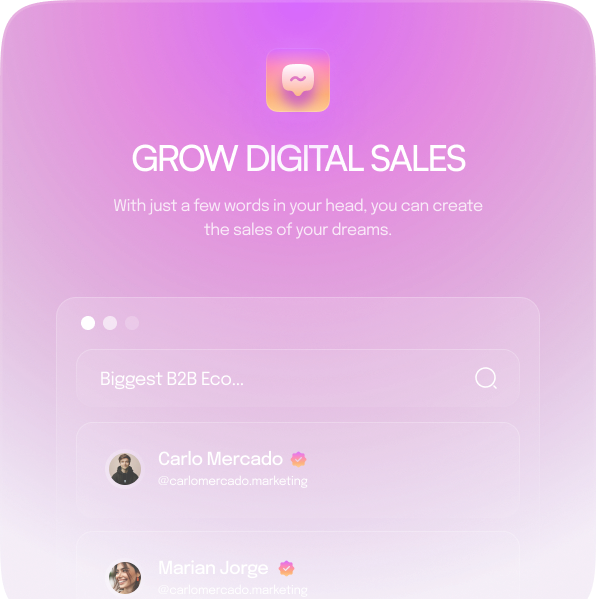 GROW DIGITAL SALES
With just a few words in your head, you can create
the sales of your dreams.
Biggest B2B Eco...
Carlo Mercado
@carlomercado.marketing
Marian Jorge
@carlomercado.marketing